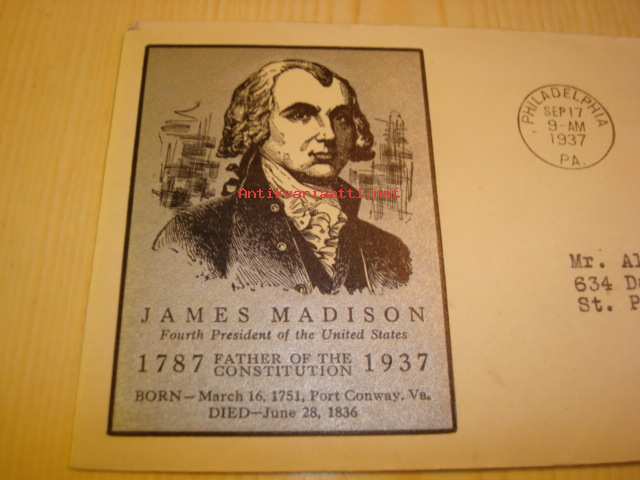 PHILADELPHIA
SEP 17
9-AM
1937
PA.
Antikvariaatti.net
JAMES MADISON
Fourth President of the United States
1787 FATHER OF THE CONSTITUTION 1937
BORN—March 16, 1751, Port Conway, Va.
DIED—June 28, 1836
Mr.
634
St.